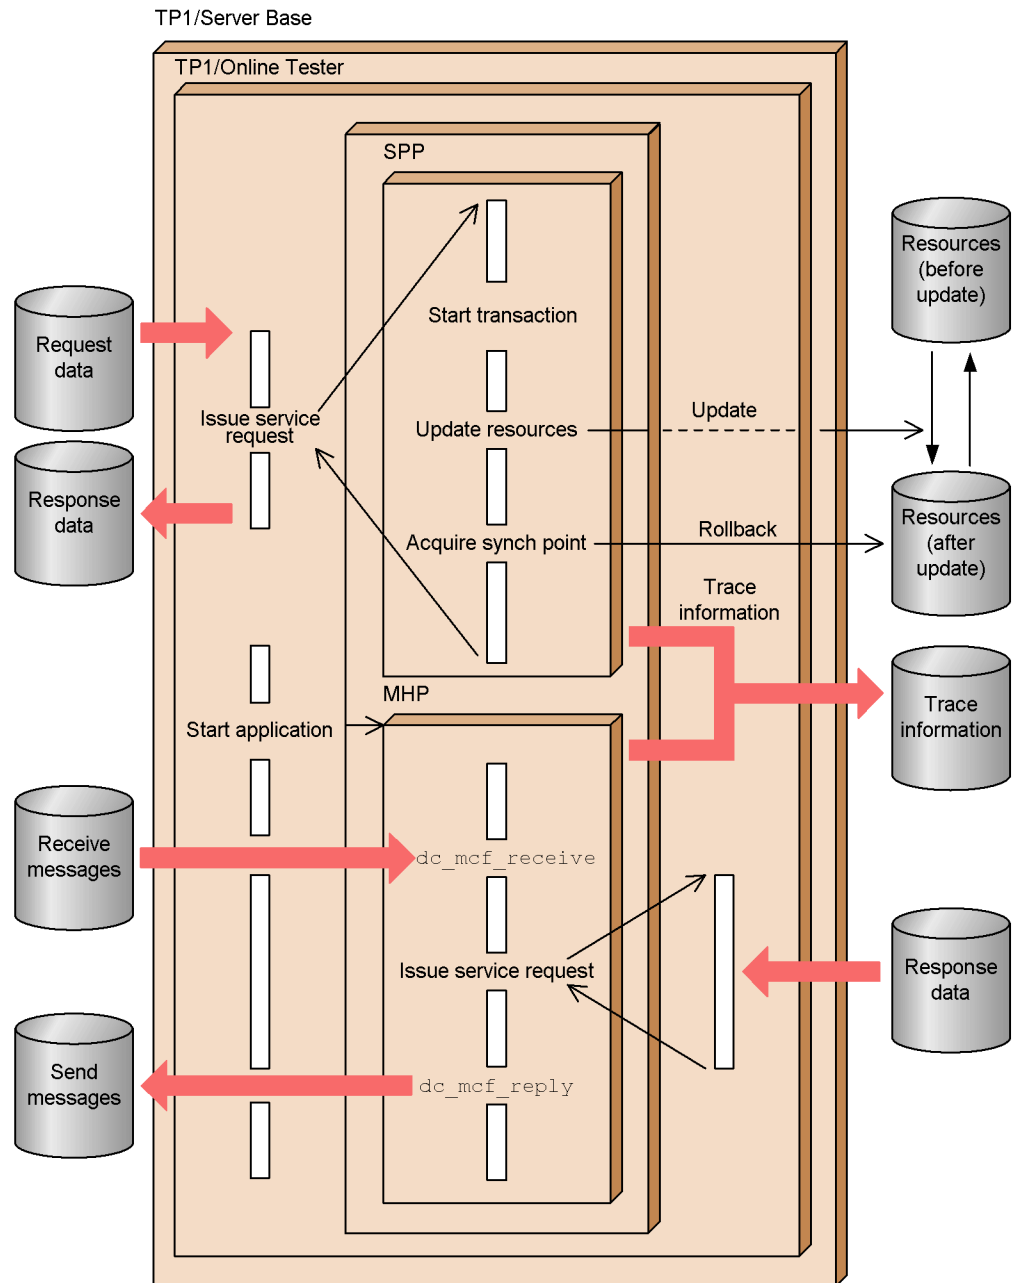 TP1/Server Base
TP1/Online Tester
SPP
Resources
(before
update)
Start transaction
Request
data
Issue service
request
Update resources
Update
Response
data
Acquire synch point
Rollback
Resources
(after
update)
Trace
information
MHP
Start application
Trace
information
Receive
messages
dc_mcf_receive
Issue service request
Response
data
Send
messages
dc_mcf_reply